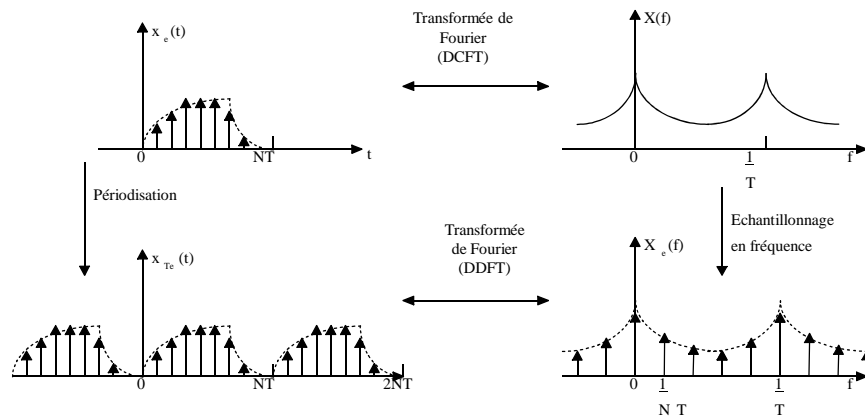 x e (t)
Transformée de
Fourier
(DCFT)
X(f)
0
NT
t
0
1
T
f
Périodisation
Echantillonnage
en fréquence
x Te (t)
Transformée
de Fourier
(DDFT)
X e (f)
0
NT
2NT
0
1
N T
1
T
f